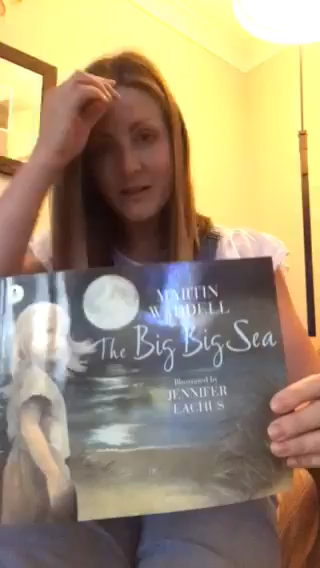 MARTIN
WADDELL
The Big Big Sea
Illustrated by
JENNIFER
EACHUS